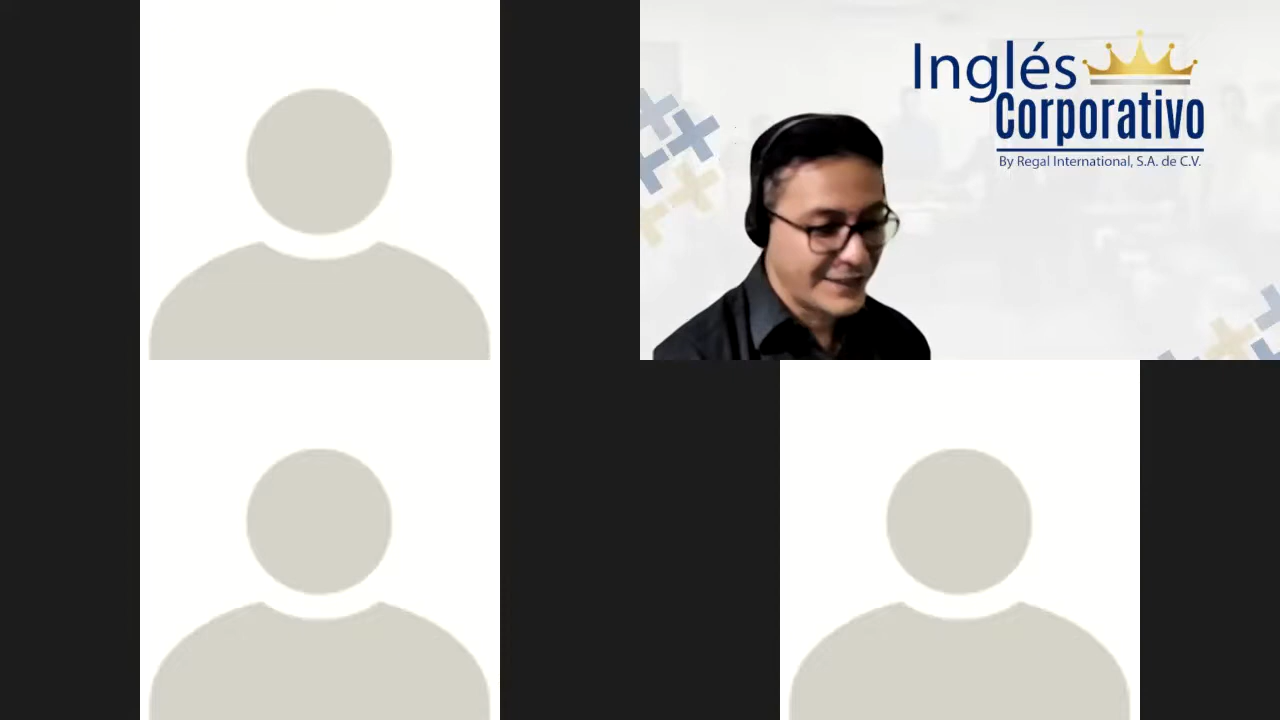 Inglés
Corporativo
By Regal International, S.A. de C.V.